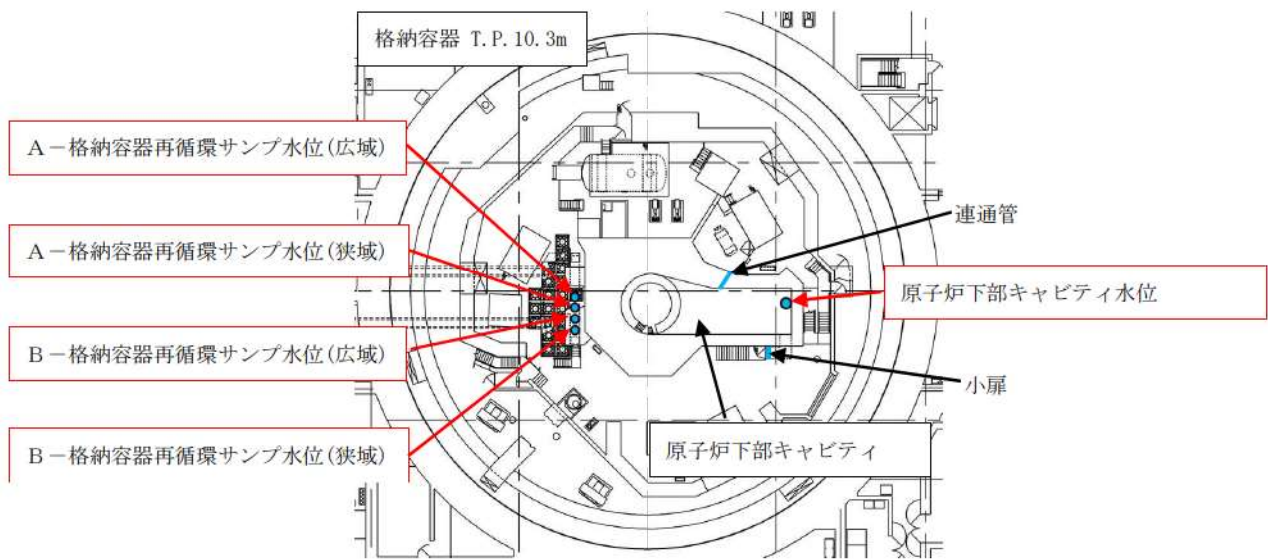 格納容器 T.P.10.3m
A－格納容器再循環サンプ水位(広域)
A－格納容器再循環サンプ水位(狭域)
B－格納容器再循環サンプ水位(広域)
B－格納容器再循環サンプ水位(狭域)
連通管
原子炉下部キャビティ水位
小扉
原子炉下部キャビティ